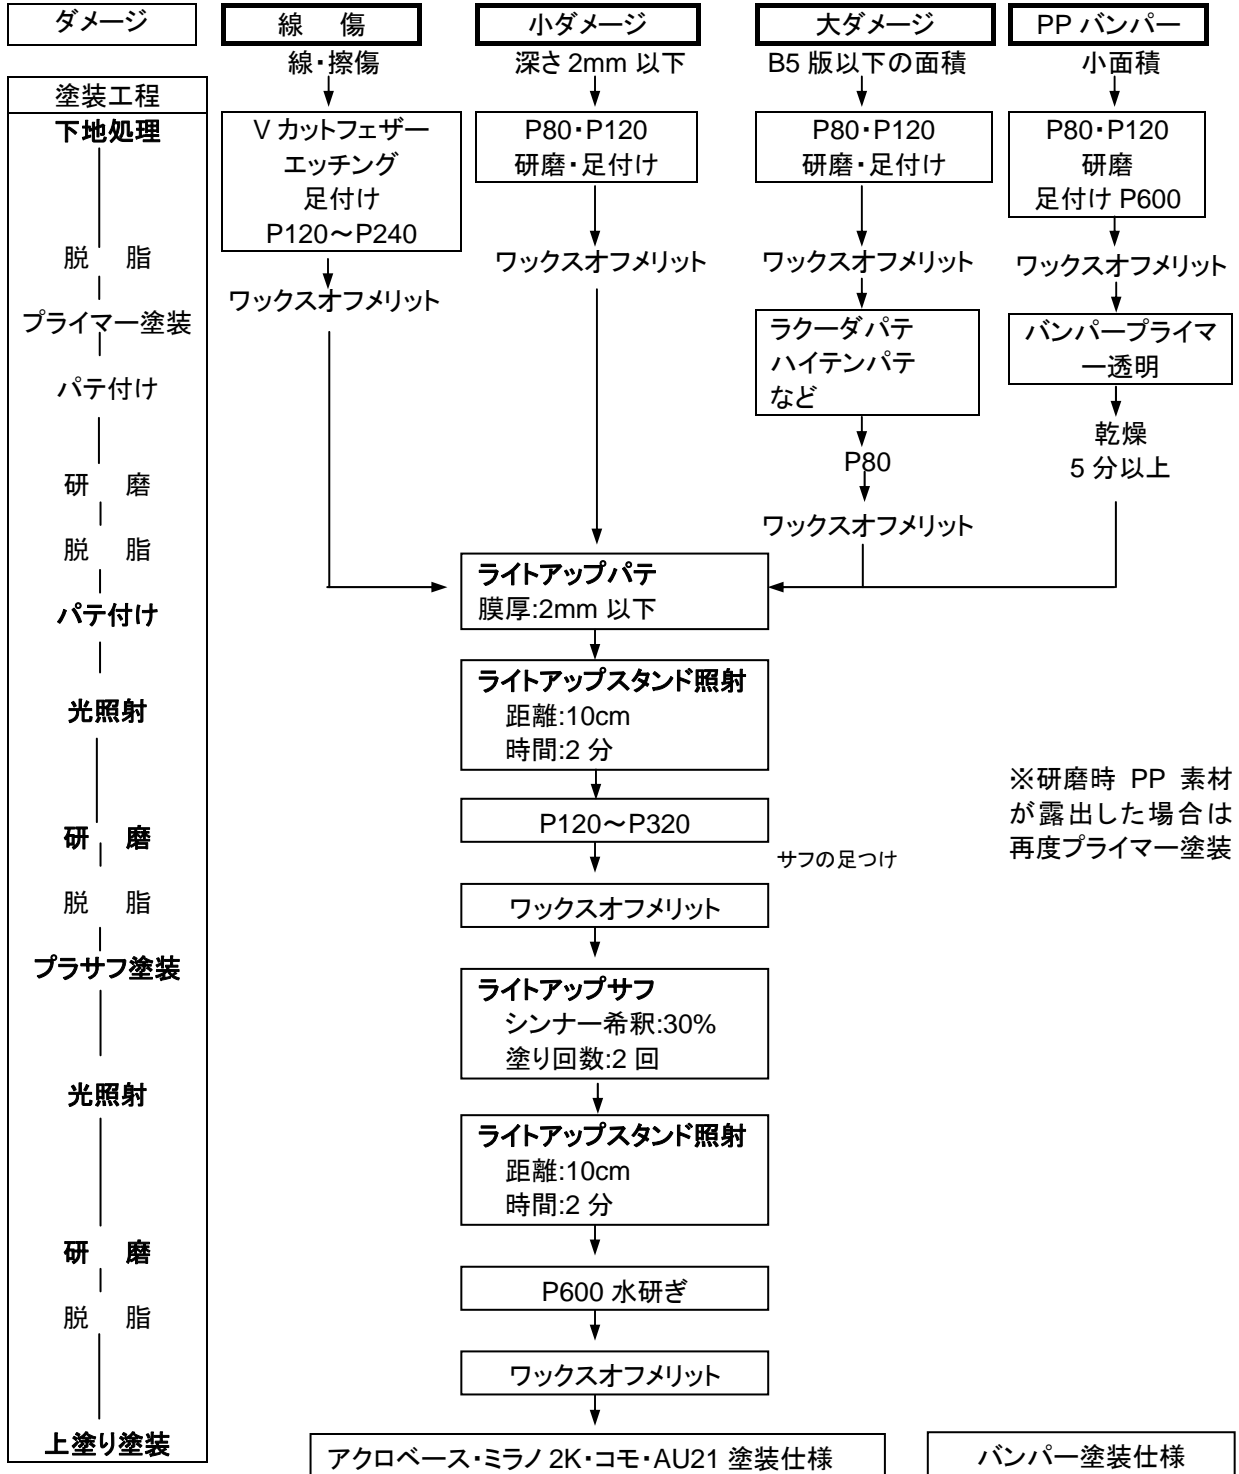 ダメージ
線 傷
小ダメージ
大ダメージ
PP バンパー
線・擦傷
深さ 2mm 以下
B5 版以下の面積
小面積
塗装工程
下地処理
脱 脂
プライマー塗装
パテ付け
研 磨
脱 脂
パテ付け
光照射
研 磨
脱 脂
プラサフ塗装
光照射
研 磨
脱 脂
上塗り塗装
V カットフェザー
エッチング
足付け
P120～P240
ワックスオフメリット
P80・P120
研磨・足付け
ワックスオフメリット
P80・P120
研磨・足付け
ワックスオフメリット
ラクーダパテ
ハイテンパテ
など
P80
ワックスオフメリット
P80・P120
研磨
足付け P600
ワックスオフメリット
バンパープライマ
ー透明
乾燥
5 分以上
ライトアップパテ
膜厚:2mm 以下
ライトアップスタンド照射
距離:10cm
時間:2 分
P120～P320
サフの足つけ
※研磨時 PP 素材
が露出した場合は
再度プライマー塗装
ワックスオフメリット
ライトアップサフ
シンナー希釈:30%
塗り回数:2 回
ライトアップスタンド照射
距離:10cm
時間:2 分
P600 水研ぎ
ワックスオフメリット
アクロベース・ミラノ 2K・コモ・AU21 塗装仕様
バンパー塗装仕様